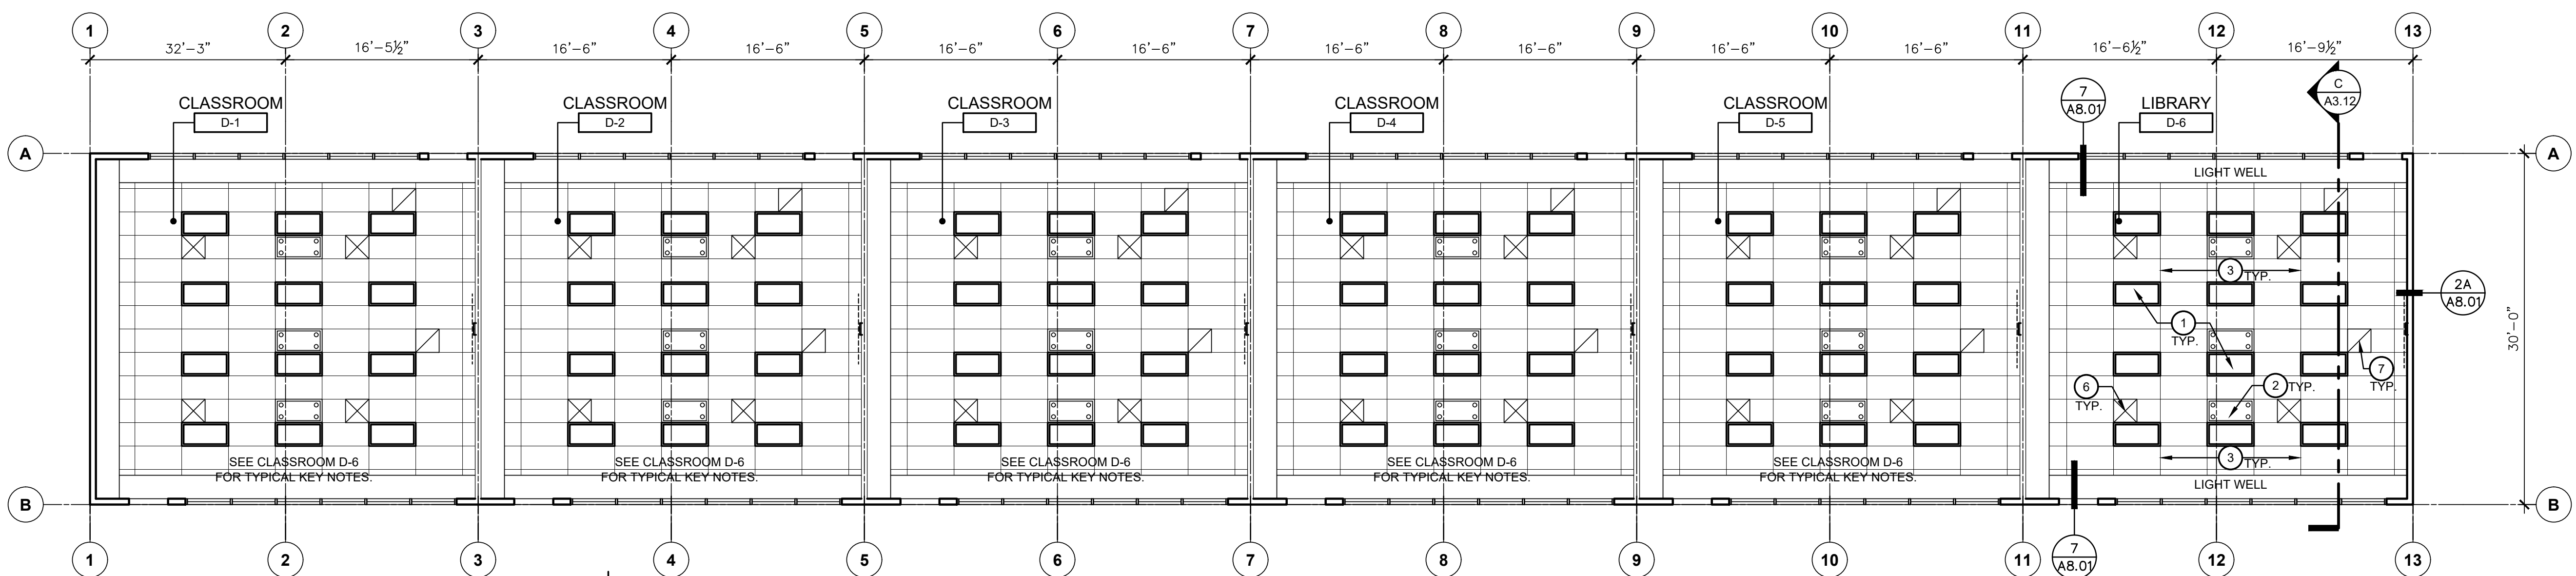 1 2 3 4 5 6 7 8 9 10 11 12 13
32'-3" 16'-5½" 16'-6" 16'-6" 16'-6" 16'-6" 16'-6" 16'-6" 16'-6" 16'-6" 16'-6½" 16'-9½"
C
A3.12
7
A8.01
CLASSROOM
D-1
CLASSROOM
D-2
CLASSROOM
D-3
CLASSROOM
D-4
CLASSROOM
D-5
LIBRARY
D-6
A A
LIGHT WELL
3 TYP.
2A
A8.01
1
TYP.
30'-0"
7
TYP.
6
TYP.
2 TYP.
SEE CLASSROOM D-6
FOR TYPICAL KEY NOTES.
SEE CLASSROOM D-6
FOR TYPICAL KEY NOTES.
SEE CLASSROOM D-6
FOR TYPICAL KEY NOTES.
SEE CLASSROOM D-6
FOR TYPICAL KEY NOTES.
SEE CLASSROOM D-6
FOR TYPICAL KEY NOTES.
3 TYP.
LIGHT WELL
B B
7
A8.01
1 2 3 4 5 6 7 8 9 10 11 12 13